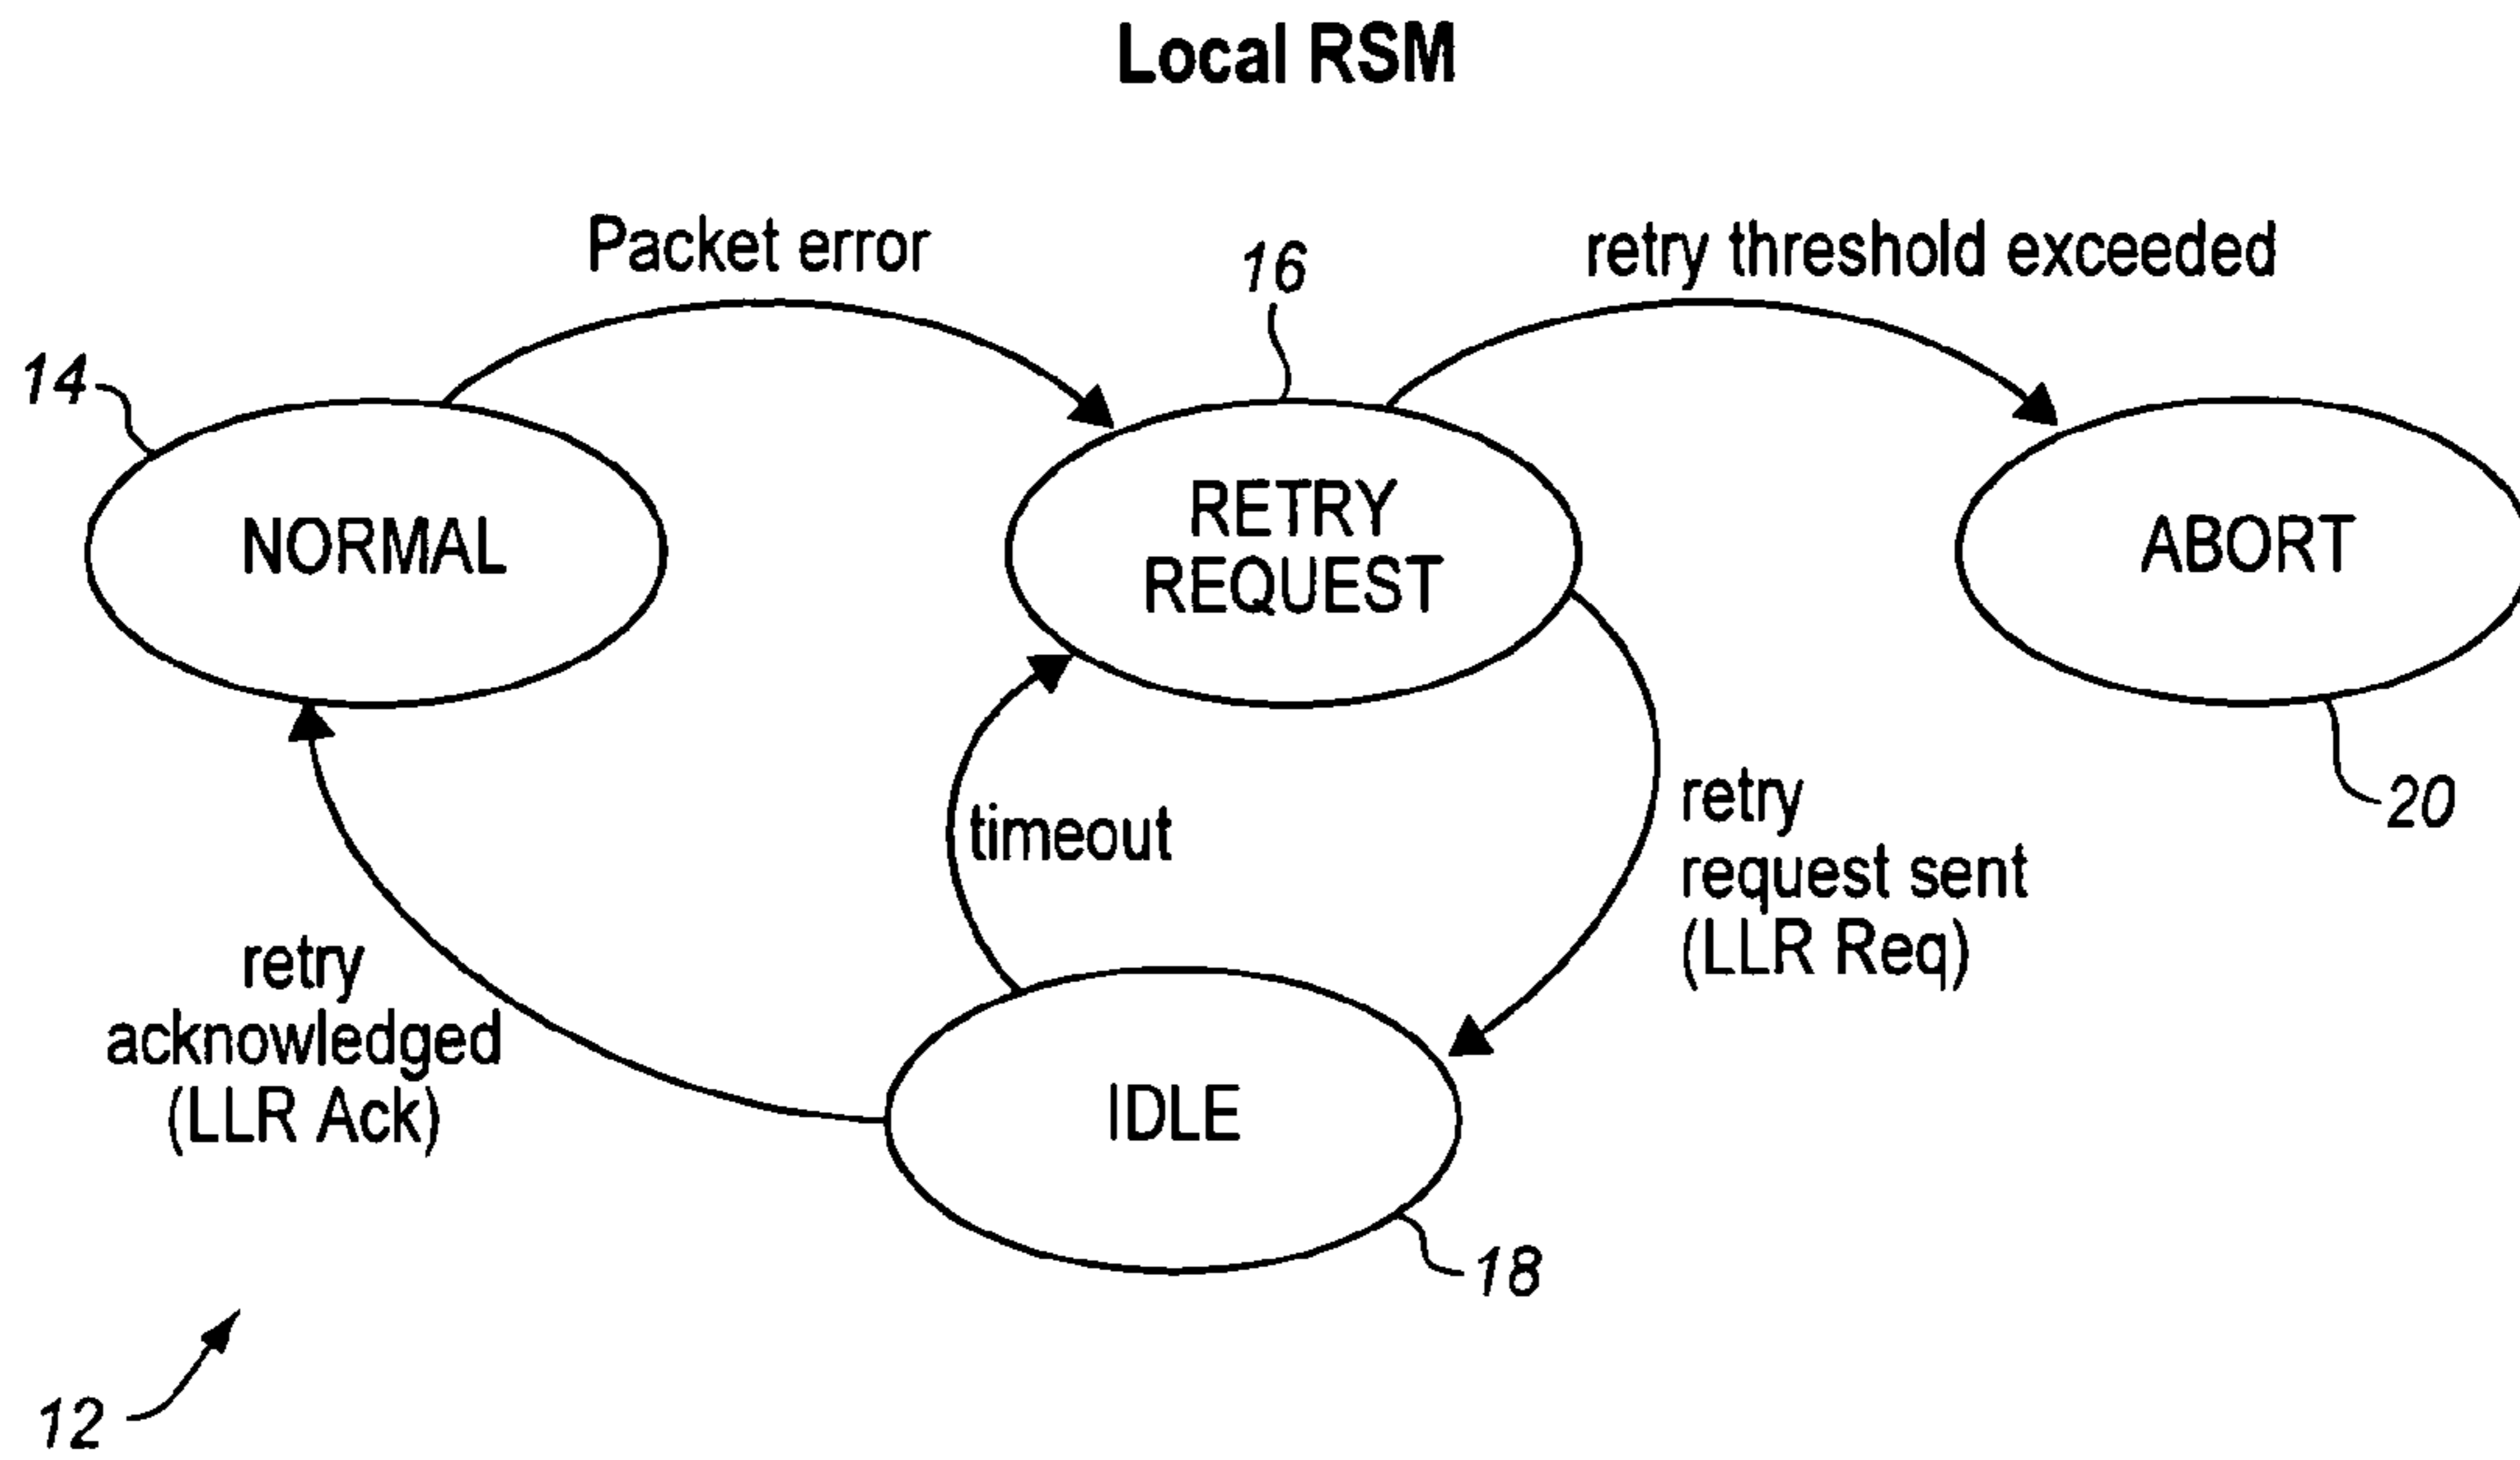 Local RSM
Packet error
16
retry threshold exceeded
14
NORMAL
RETRY
REQUEST
ABORT
timeout
retry
request sent
(LLR Req)
20
retry
acknowledged
(LLR Ack)
IDLE
18
12